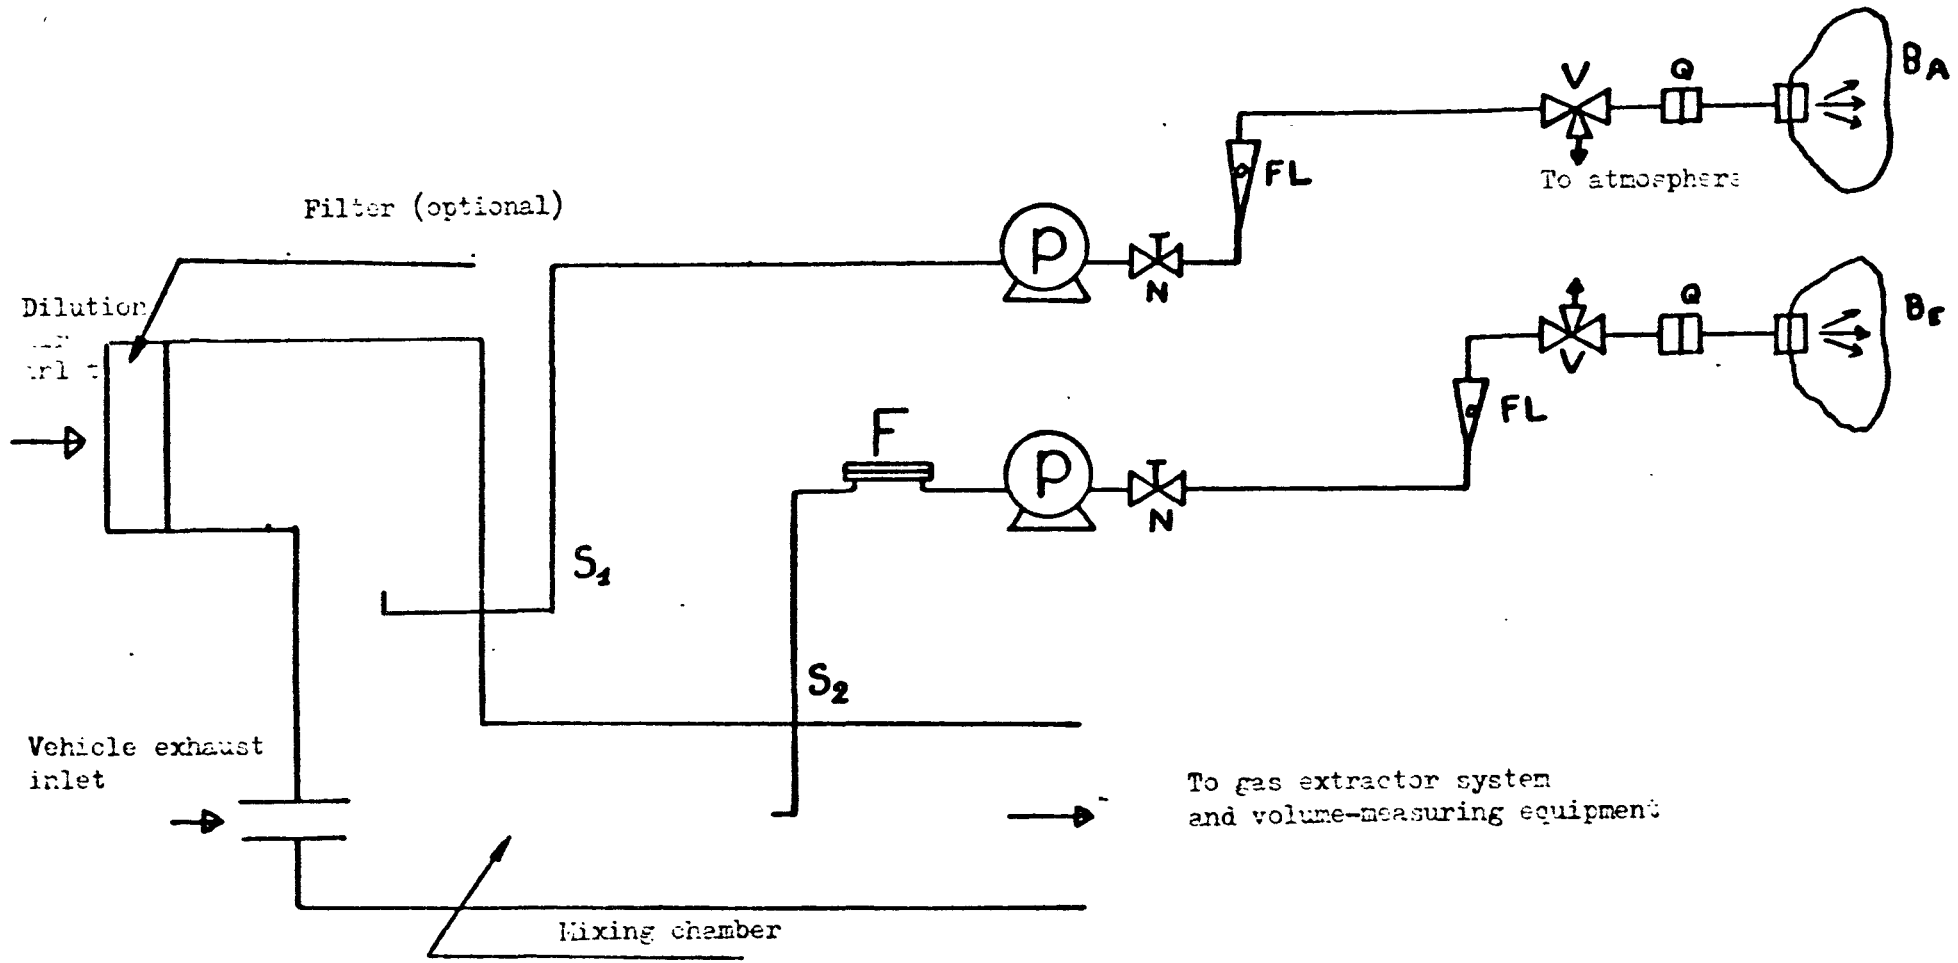 BA
V
Q
To atmosphere
FL
Filter (optional)
P
N
Dilution
BE
Q
V
FL
F
P
N
S1
S2
Vehicle exhaust
inlet
To gas extractor system
and volume-measuring equipment
Mixing chamber